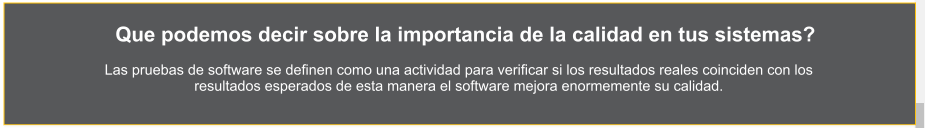 Que podemos decir sobre la importancia de la calidad en tus sistemas?
Las pruebas de software se definen como una actividad para verificar si los resultados reales coinciden con los
resultados esperados de esta manera el software mejora enormemente su calidad.